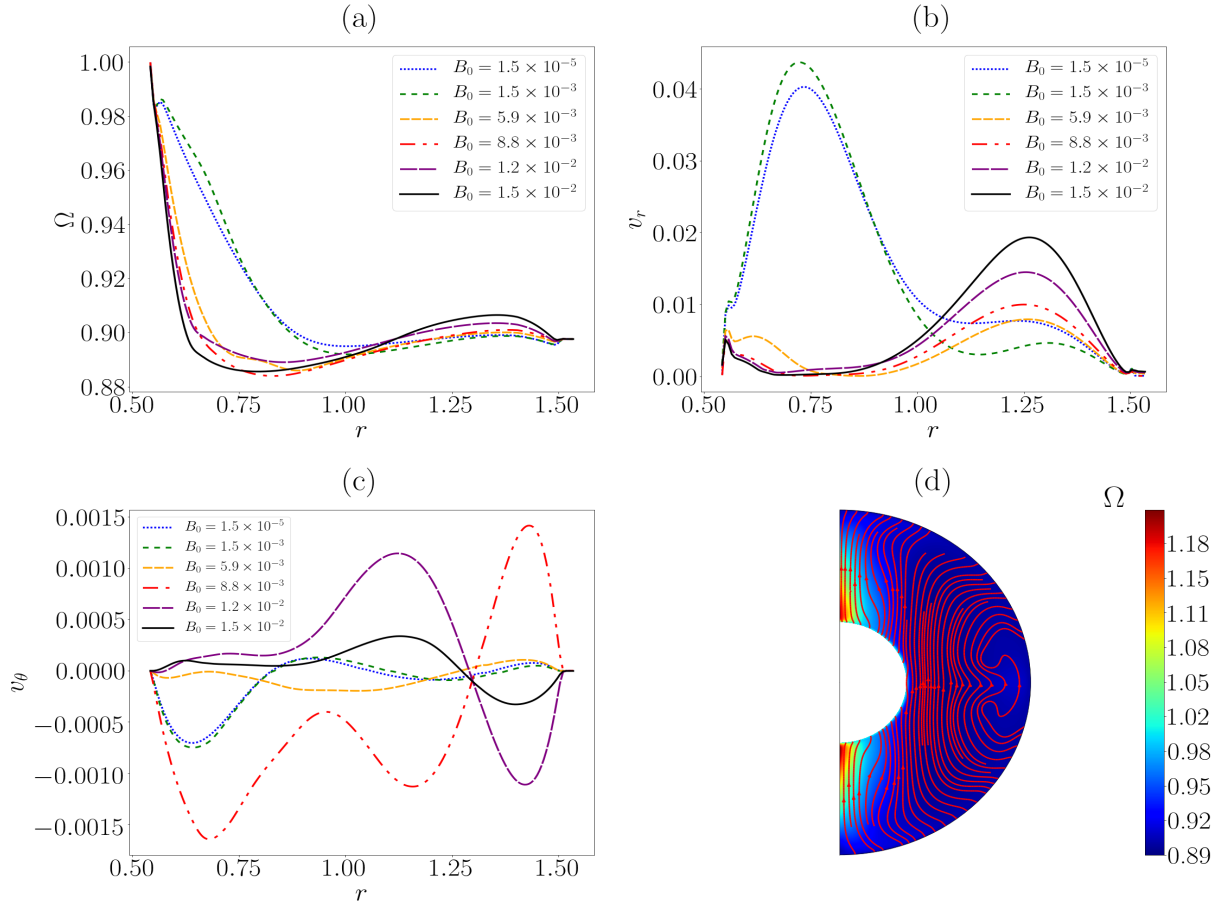 (a)
1.00
0.98
0.96
0.94
0.92
0.90
0.88
Ω
0.50
0.75
1.00
1.25
1.50
r
B₀ = 1.5 × 10⁻⁵
B₀ = 1.5 × 10⁻³
B₀ = 5.9 × 10⁻³
B₀ = 8.8 × 10⁻³
B₀ = 1.2 × 10⁻²
B₀ = 1.5 × 10⁻²
(b)
0.04
0.03
0.02
0.01
0.00
vᵣ
0.50
0.75
1.00
1.25
1.50
r
B₀ = 1.5 × 10⁻⁵
B₀ = 1.5 × 10⁻³
B₀ = 5.9 × 10⁻³
B₀ = 8.8 × 10⁻³
B₀ = 1.2 × 10⁻²
B₀ = 1.5 × 10⁻²
(c)
0.0015
0.0010
0.0005
0.0000
−0.0005
−0.0010
−0.0015
v_θ
0.50
0.75
1.00
1.25
1.50
r
B₀ = 1.5 × 10⁻⁵
B₀ = 1.5 × 10⁻³
B₀ = 5.9 × 10⁻³
B₀ = 8.8 × 10⁻³
B₀ = 1.2 × 10⁻²
B₀ = 1.5 × 10⁻²
(d)
Ω
1.18
1.15
1.11
1.08
1.05
1.02
0.98
0.95
0.92
0.89